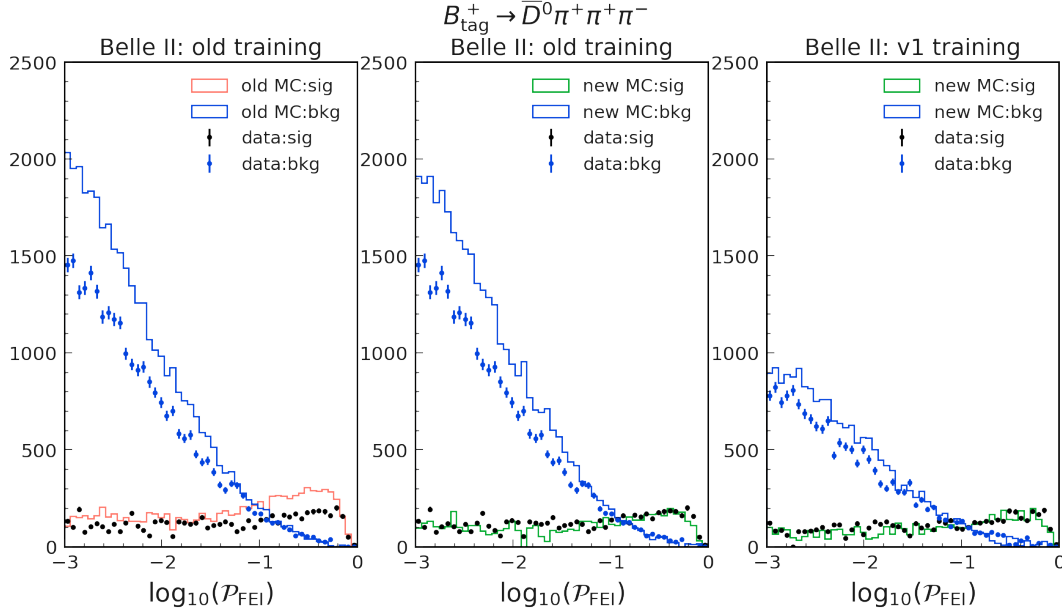 B⁺tag → D̅⁰π⁺π⁺π⁻
Belle II: old training
Belle II: old training
Belle II: v1 training
2500
2000
1500
1000
500
0
old MC:sig
old MC:bkg
data:sig
data:bkg
−3
−2
−1
0
log₁₀(𝒫FEI)
2500
2000
1500
1000
500
0
new MC:sig
new MC:bkg
data:sig
data:bkg
−3
−2
−1
0
log₁₀(𝒫FEI)
2500
2000
1500
1000
500
0
new MC:sig
new MC:bkg
data:sig
data:bkg
−3
−2
−1
0
log₁₀(𝒫FEI)